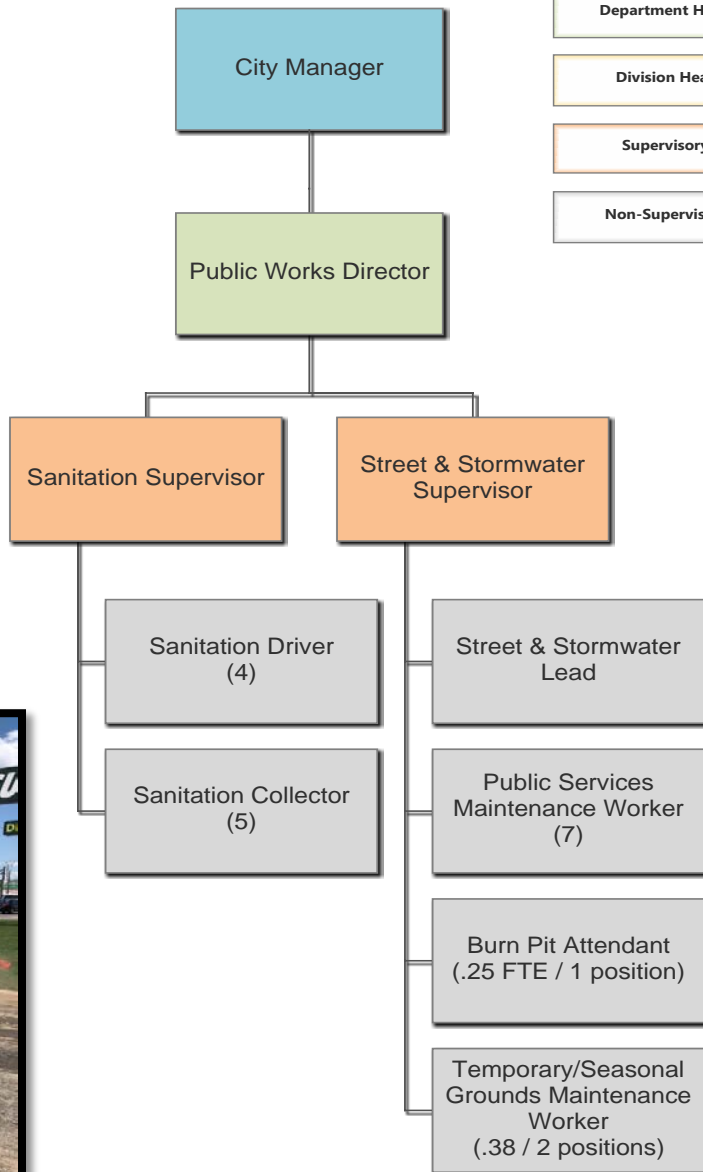 City Manager
Department H
Division Hea
Supervisory
Non-Supervis
Public Works Director
Sanitation Supervisor
Street & Stormwater
Supervisor
Sanitation Driver
(4)
Sanitation Collector
(5)
Street & Stormwater
Lead
Public Services
Maintenance Worker
(7)
Burn Pit Attendant
(.25 FTE / 1 position)
Temporary/Seasonal
Grounds Maintenance
Worker
(.38 / 2 positions)